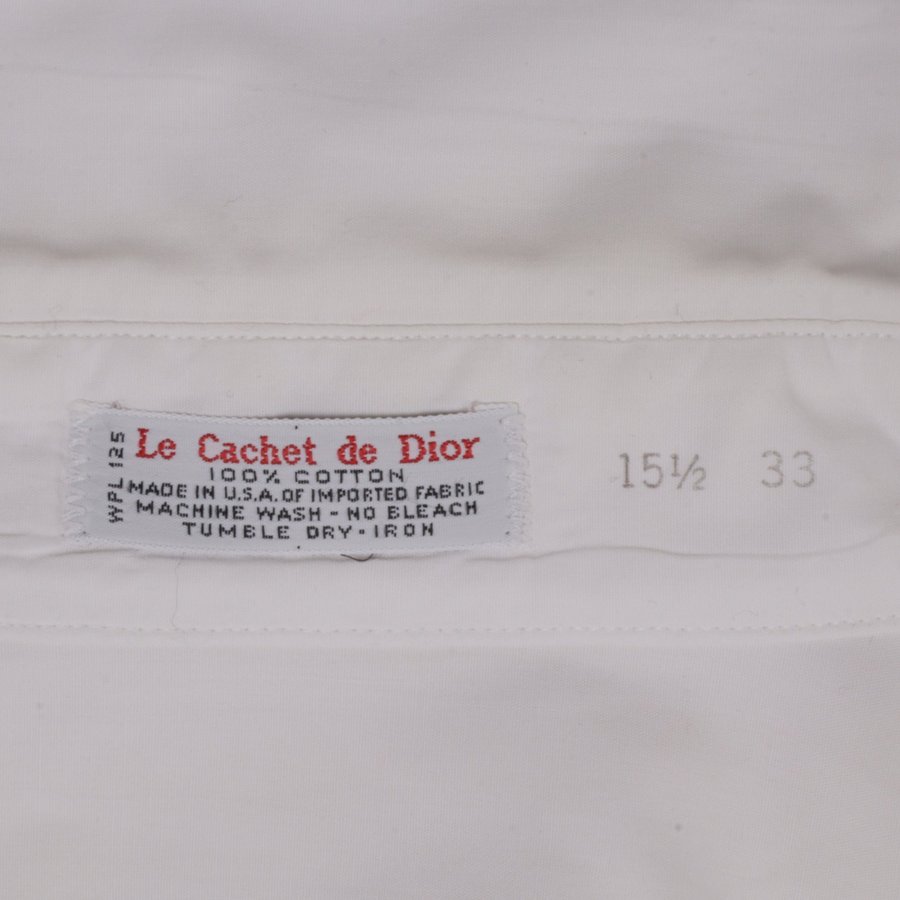 Le Cachet de Dior
100% COTTON
MADE IN U.S.A. OF IMPORTED FABRIC
MACHINE WASH - NO BLEACH
TUMBLE DRY - IRON
WPL 125
15½ 33